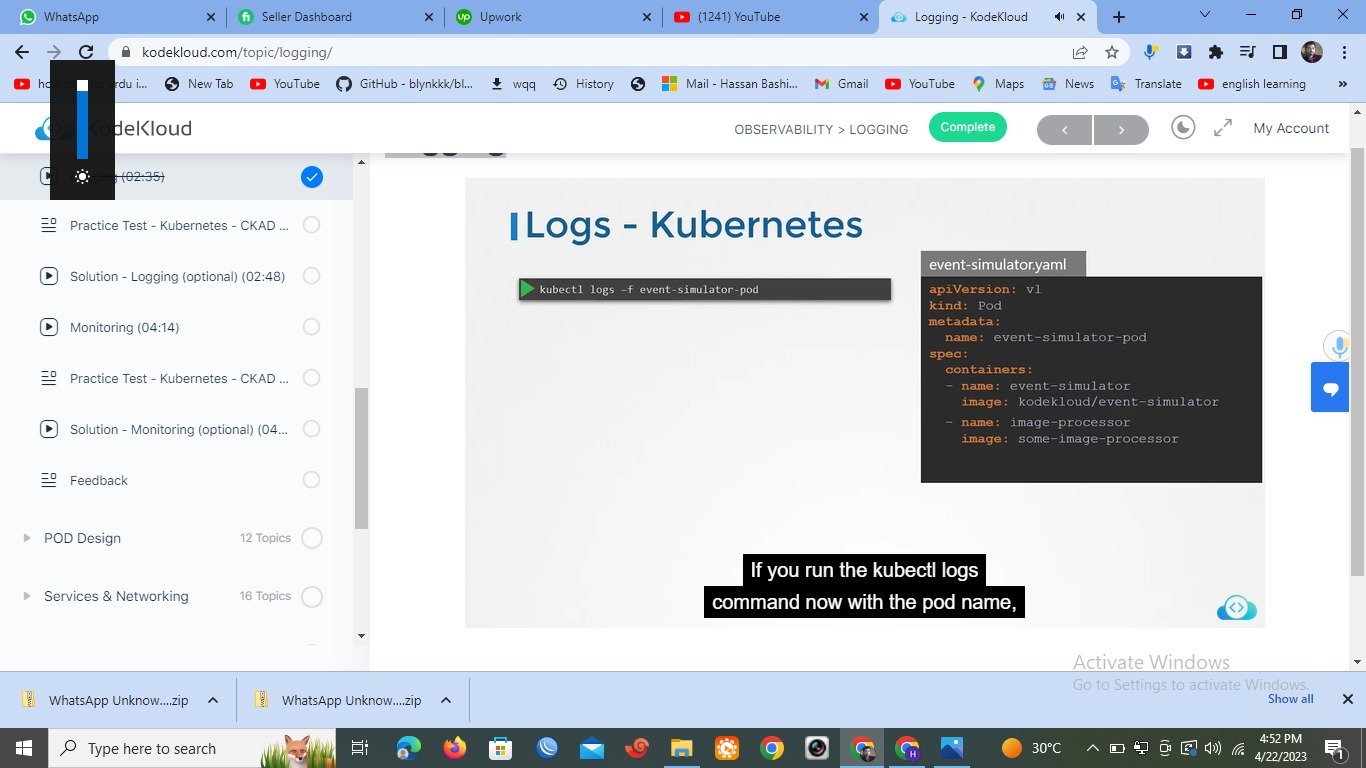 WhatsApp
Seller Dashboard
Upwork
(1241) YouTube
Logging - KodeKloud
kodekloud.com/topic/logging/
New Tab
YouTube
GitHub - blynkkk/bl...
wqq
History
Mail - Hassan Bashi...
Gmail
YouTube
Maps
News
Translate
english learning
KodeKloud
OBSERVABILITY > LOGGING
Complete
My Account
(02:35)
Practice Test - Kubernetes - CKAD ...
Solution - Logging (optional) (02:48)
Monitoring (04:14)
Practice Test - Kubernetes - CKAD ...
Solution - Monitoring (optional) (04...
Feedback
POD Design
12 Topics
Services & Networking
16 Topics
Logs - Kubernetes
kubectl logs -f event-simulator-pod
event-simulator.yaml
apiVersion: v1
kind: Pod
metadata:
name: event-simulator-pod
spec:
containers:
- name: event-simulator
image: kodekloud/event-simulator
- name: image-processor
image: some-image-processor
If you run the kubectl logs
command now with the pod name,
Activate Windows
Go to Settings to activate Windows.
WhatsApp Unknow....zip
WhatsApp Unknow....zip
Show all
Type here to search
30°C
4:52 PM
4/22/2023